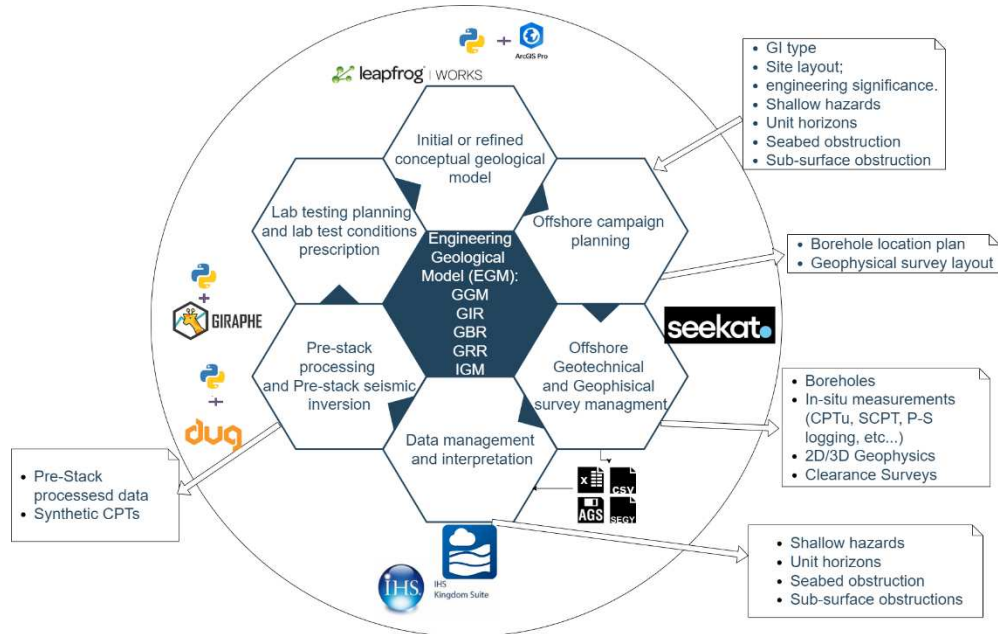 ArcGIS Pro
leapfrog | WORKS
Initial or refined
conceptual geological
model
• GI type
• Site layout;
• engineering significance.
• Shallow hazards
• Unit horizons
• Seabed obstruction
• Sub-surface obstruction
Lab testing planning
and lab test conditions
prescription
Offshore campaign
planning
Engineering
Geological
Model (EGM):
GGM
GIR
GBR
GRR
IGM
• Borehole location plan
• Geophysical survey layout
GIRAPHE
seekat.
Pre-stack
processing
and Pre-stack seismic
inversion
Offshore
Geotechnical
and Geophisical
survey managment
• Boreholes
• In-situ measurements
(CPTu, SCPT, P-S
logging, etc...)
• 2D/3D Geophysics
• Clearance Surveys
dug
Data management
and interpretation
• Pre-Stack
processesd data
• Synthetic CPTs
X
CSV
AGS
SEGY
• Shallow hazards
• Unit horizons
• Seabed obstruction
• Sub-surface obstructions
iHS
IHS
Kingdom Suite